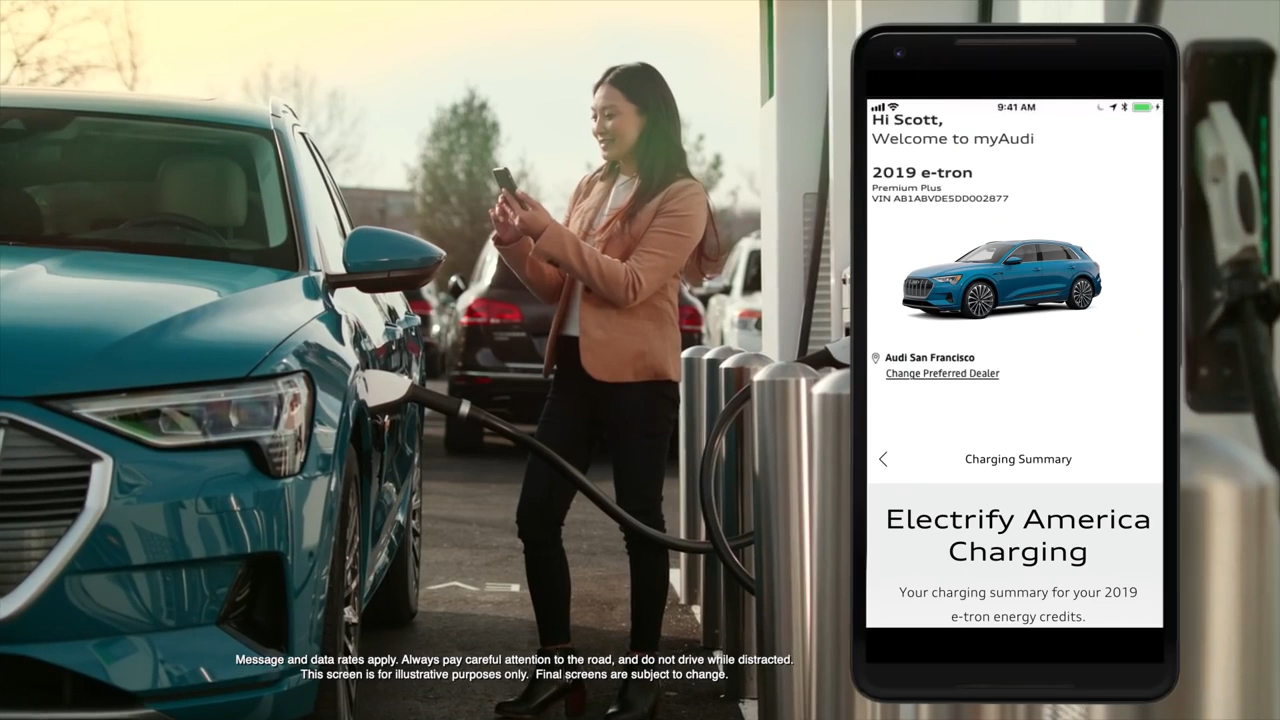 9:41 AM
Hi Scott,
Welcome to myAudi
2019 e-tron
Premium Plus
VIN AB1ABVDE5DD002877
Audi San Francisco
Change Preferred Dealer
Charging Summary
Electrify America
Charging
Your charging summary for your 2019
e-tron energy credits.
Message and data rates apply. Always pay careful attention to the road, and do not drive while distracted.
This screen is for illustrative purposes only. Final screens are subject to change.